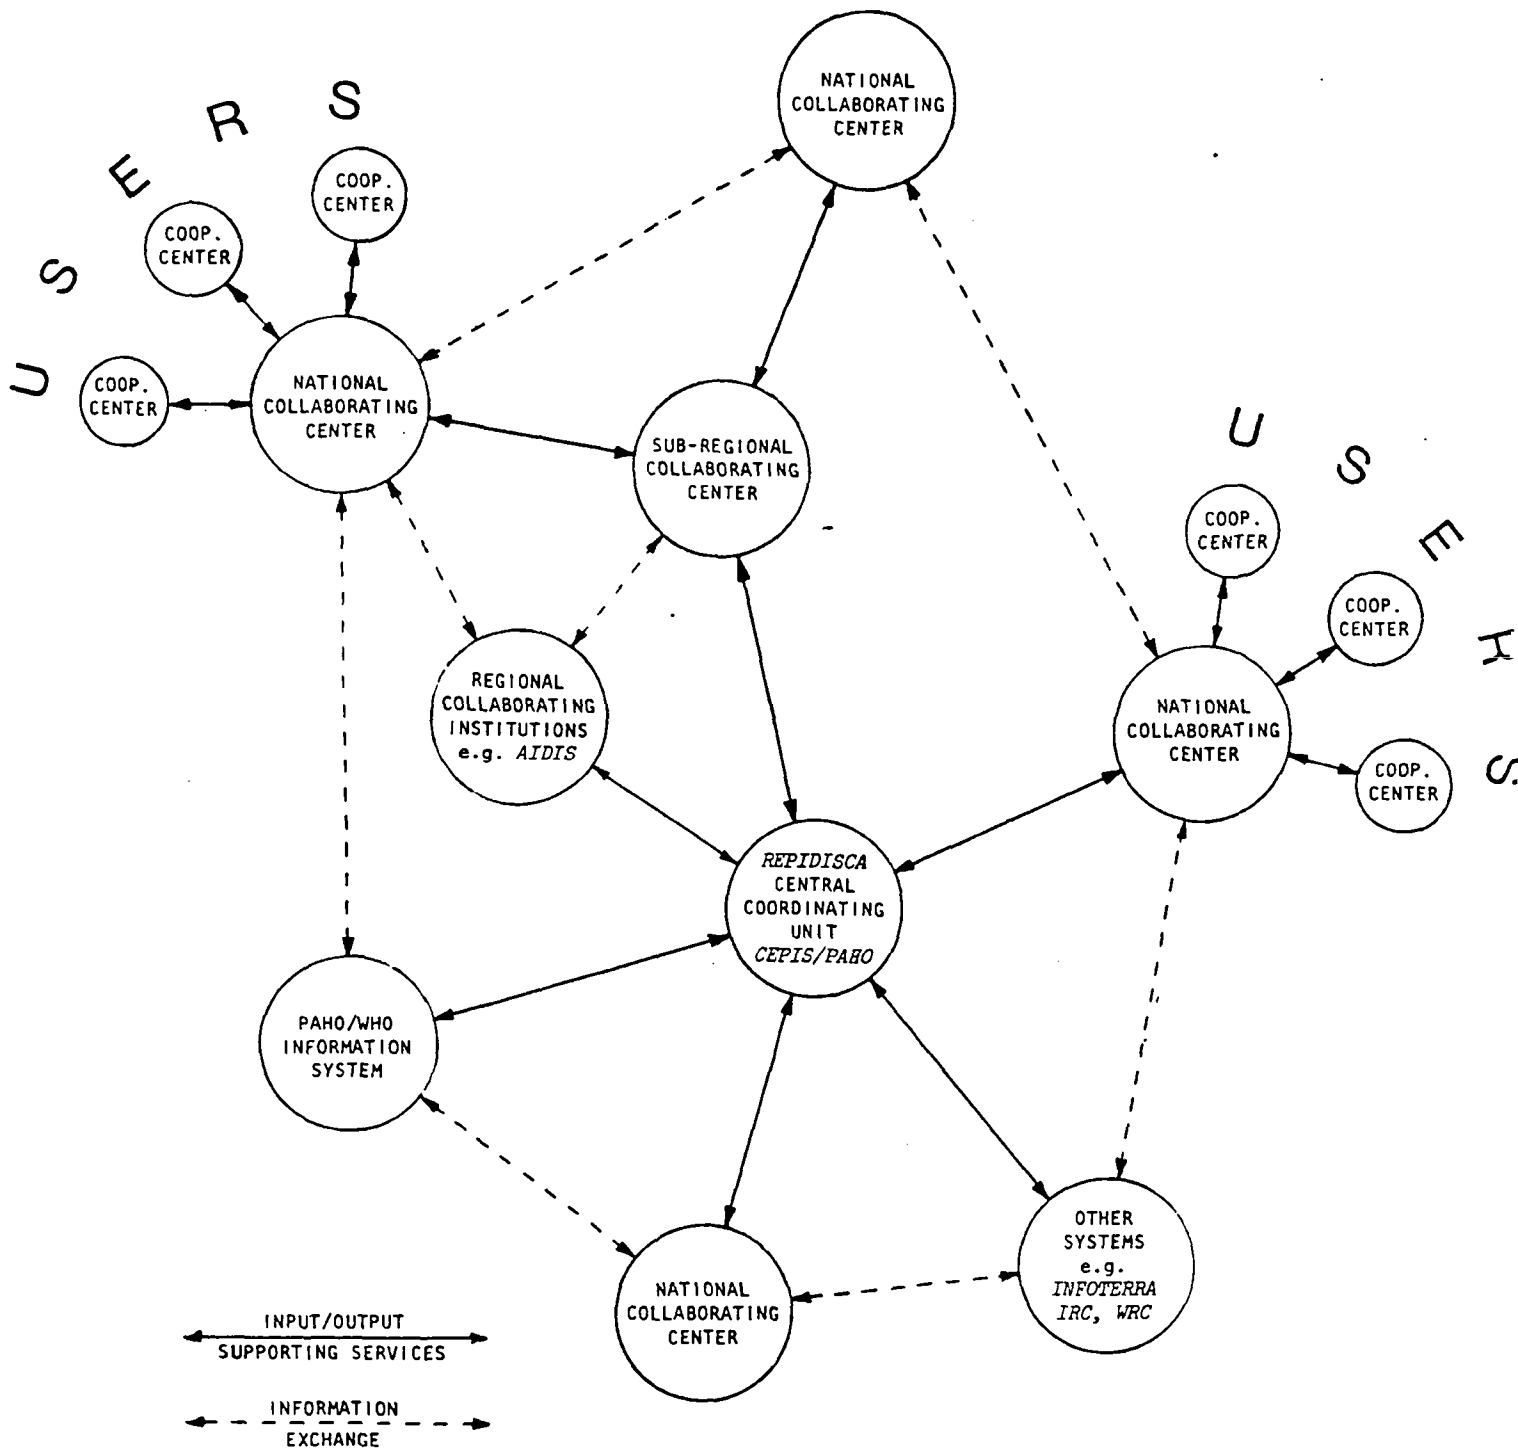 NATIONAL
COLLABORATING
CENTER
USERS
COOP.
CENTER
COOP.
CENTER
COOP.
CENTER
NATIONAL
COLLABORATING
CENTER
SUB-REGIONAL
COLLABORATING
CENTER
USERS
COOP.
CENTER
COOP.
CENTER
COOP.
CENTER
NATIONAL
COLLABORATING
CENTER
REGIONAL
COLLABORATING
INSTITUTIONS
e.g. AIDIS
REPIDISCA
CENTRAL
COORDINATING
UNIT
CEPIS/PAHO
PAHO/WHO
INFORMATION
SYSTEM
OTHER
SYSTEMS
e.g.
INFOTERRA
IRC, WRC
NATIONAL
COLLABORATING
CENTER
INPUT/OUTPUT
SUPPORTING SERVICES
INFORMATION
EXCHANGE